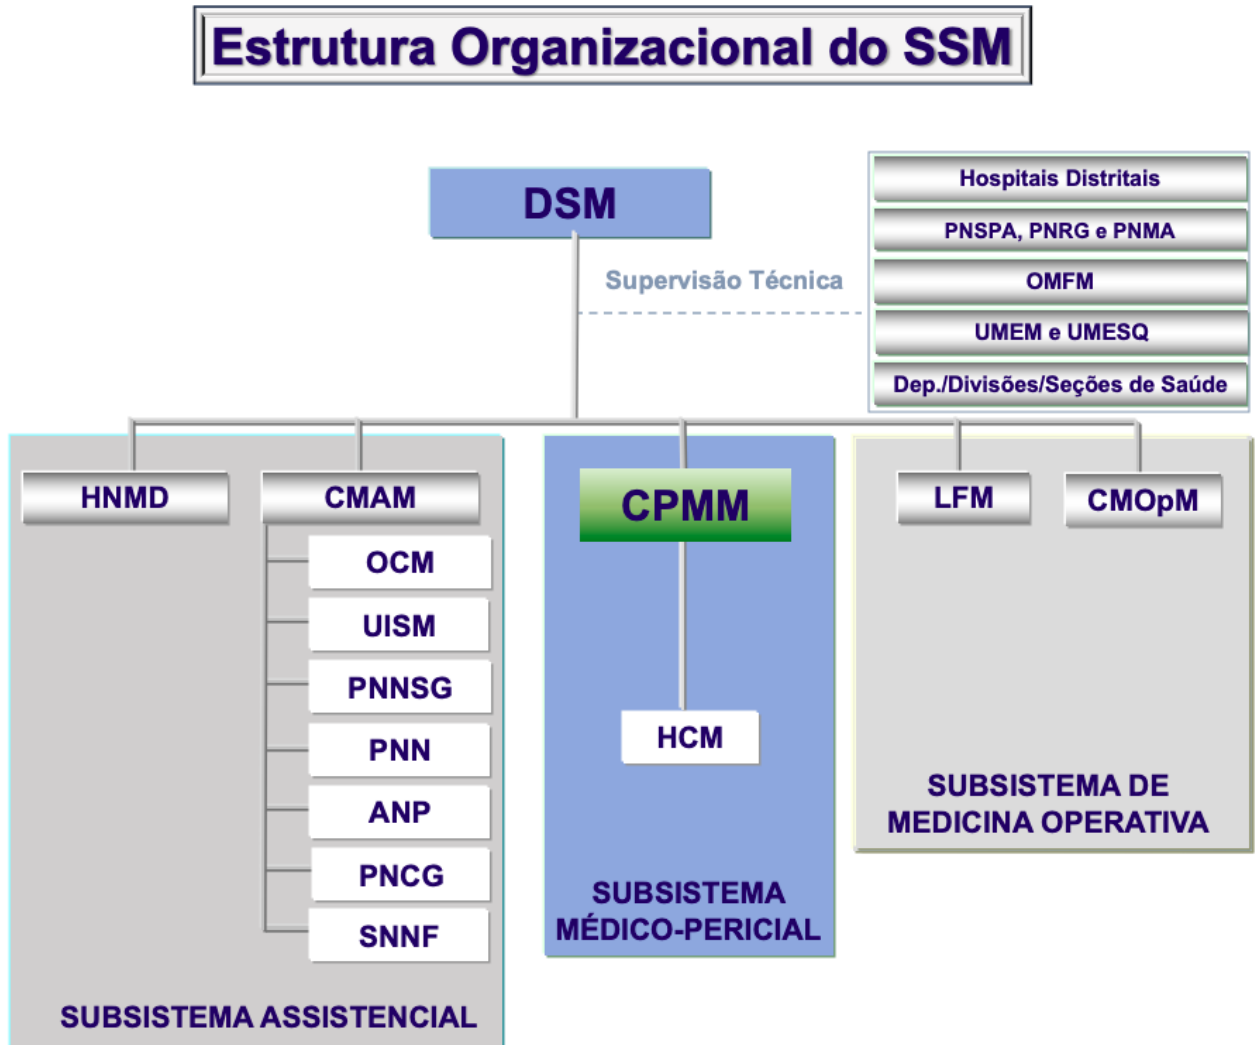 Estrutura Organizacional do SSM
DSM
Supervisão Técnica
Hospitais Distritais
PNSPA, PNRG e PNMA
OMFM
UMEM e UMESQ
Dep./Divisões/Seções de Saúde
HNMD
CMAM
OCM
UISM
PNNSG
PNN
ANP
PNCG
SNNF
SUBSISTEMA ASSISTENCIAL
CPMM
HCM
SUBSISTEMA
MÉDICO-PERICIAL
LFM
CMOpM
SUBSISTEMA DE
MEDICINA OPERATIVA